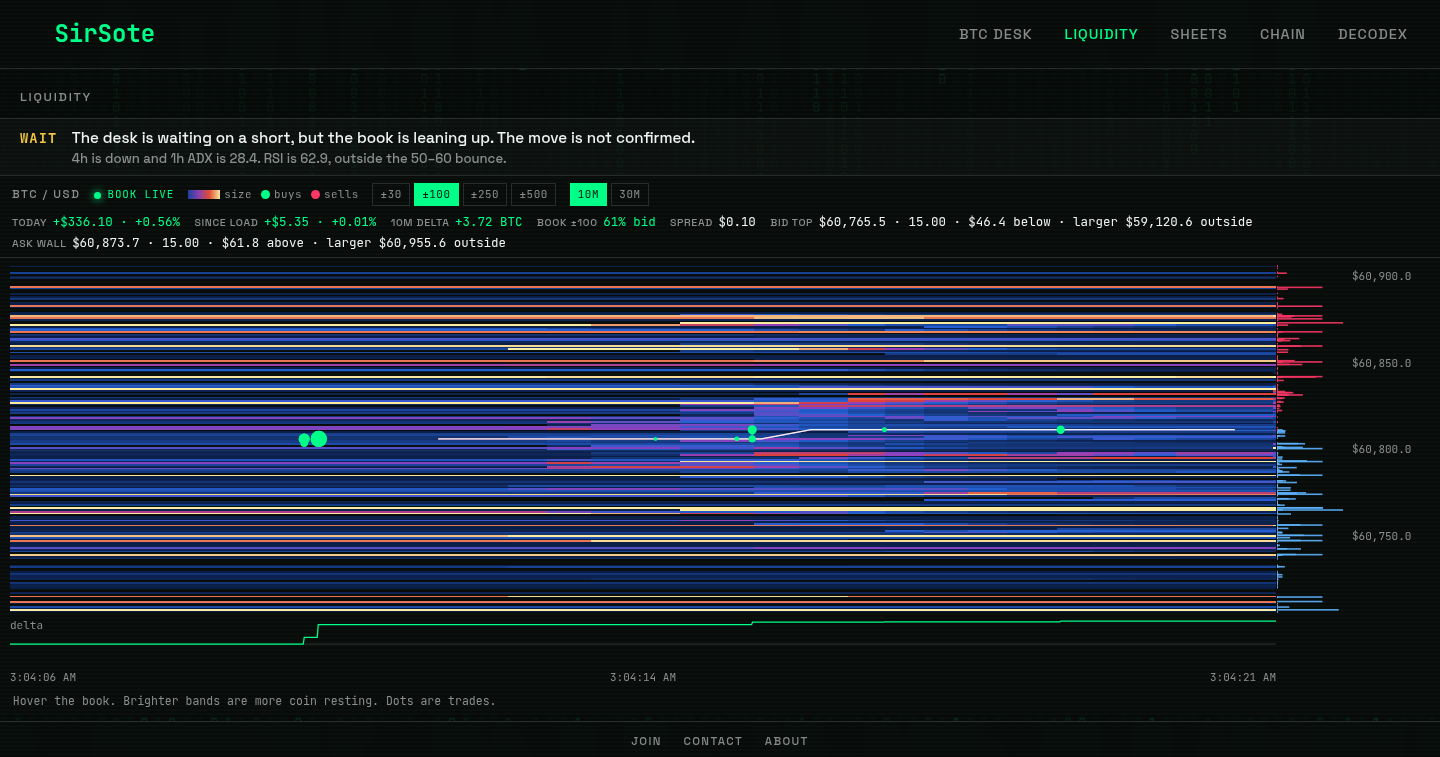 SirSote
BTC DESK LIQUIDITY SHEETS CHAIN DECODEX
LIQUIDITY
WAIT The desk is waiting on a short, but the book is leaning up. The move is not confirmed.
4h is down and 1h ADX is 28.4. RSI is 62.9, outside the 50–60 bounce.
BTC / USD BOOK LIVE size buys sells ±30 ±100 ±250 ±500 10M 30M
TODAY +$336.10 · +0.56% SINCE LOAD +$5.35 · +0.01% 10M DELTA +3.72 BTC BOOK ±100 61% bid SPREAD $0.10 BID TOP $60,765.5 · 15.00 · $46.4 below · larger $59,120.6 outside
ASK WALL $60,873.7 · 15.00 · $61.8 above · larger $60,955.6 outside
$60,900.0
$60,850.0
$60,800.0
$60,750.0
delta
3:04:06 AM 3:04:14 AM 3:04:21 AM
Hover the book. Brighter bands are more coin resting. Dots are trades.
JOIN CONTACT ABOUT